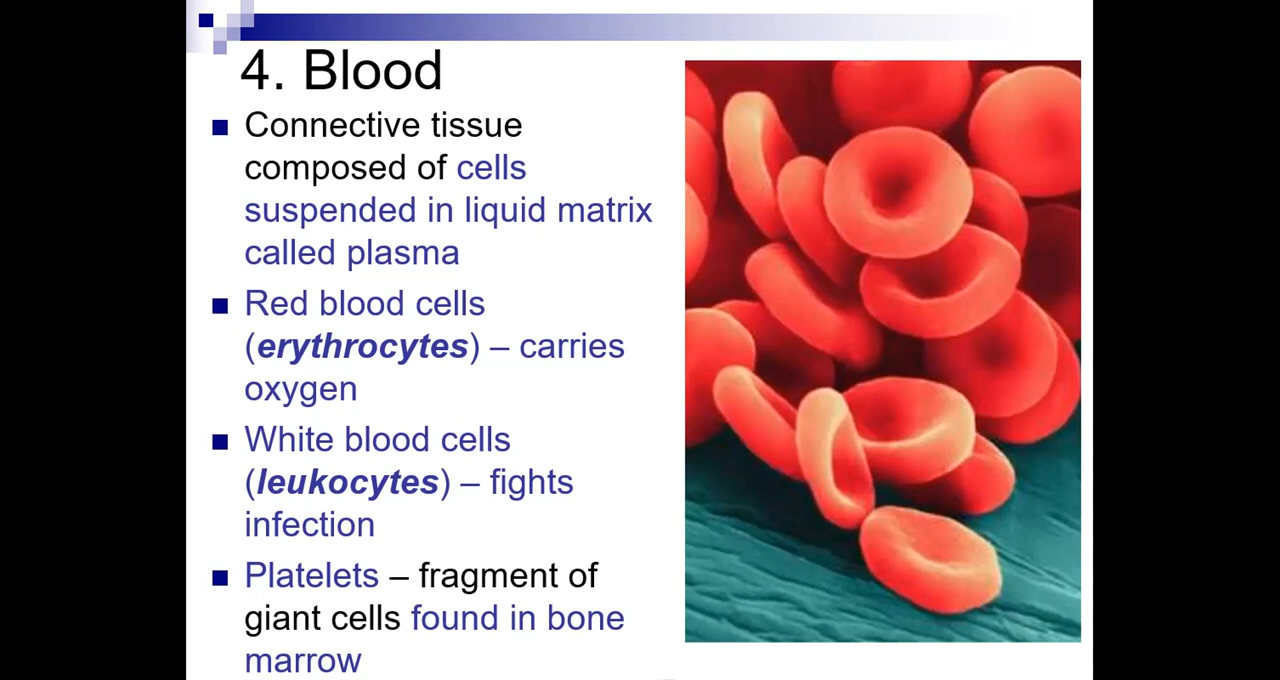 4. Blood
Connective tissue
composed of cells
suspended in liquid matrix
called plasma
Red blood cells
(erythrocytes) – carries
oxygen
White blood cells
(leukocytes) – fights
infection
Platelets – fragment of
giant cells found in bone
marrow